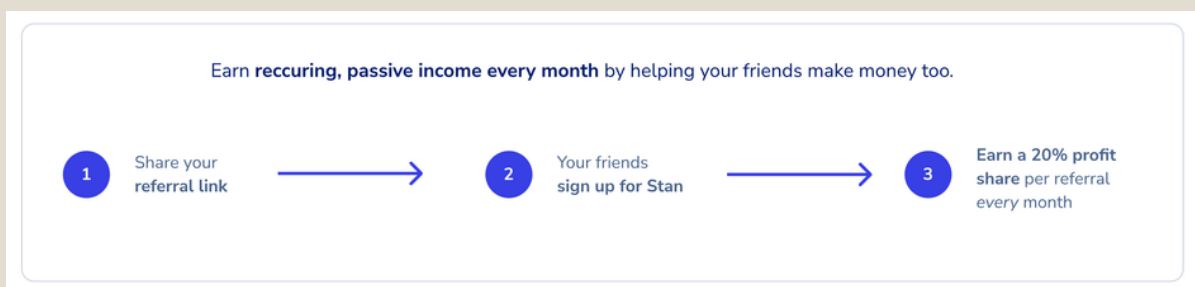 Earn reccuring, passive income every month by helping your friends make money too.
1
Share your
referral link
2
Your friends
sign up for Stan
3
Earn a 20% profit
share per referral
every month